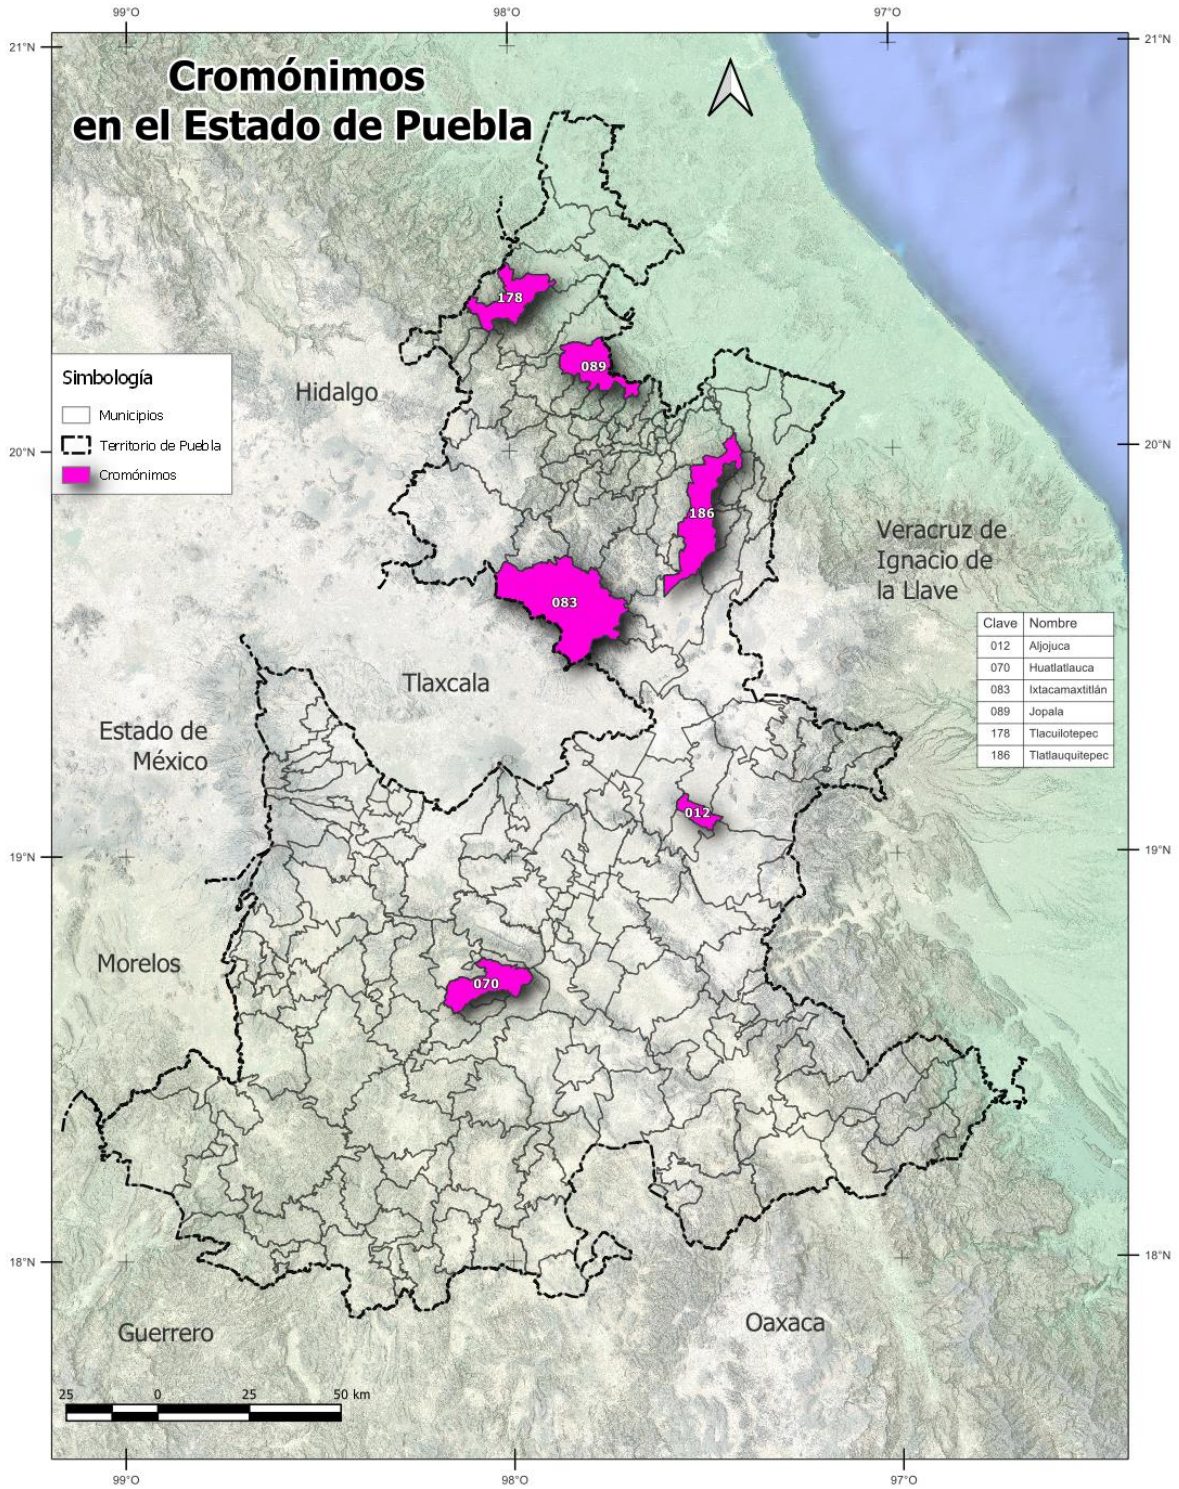 99°O 98°O 97°O
21°N 21°N
Cromónimos
en el Estado de Puebla
178
089
Simbología
Municipios
Territorio de Puebla
Cromónimos
Hidalgo
20°N 20°N
186
Veracruz de
Ignacio de
la Llave
083
Clave Nombre
012 Aljojuca
070 Huatlatlauca
083 Ixtacamaxtitlán
089 Jopala
178 Tlacuilotepec
186 Tlatlauquitepec
Tlaxcala
Estado de
México
012
19°N 19°N
Morelos
070
18°N 18°N
Guerrero
Oaxaca
25 0 25 50 km
99°O 98°O 97°O